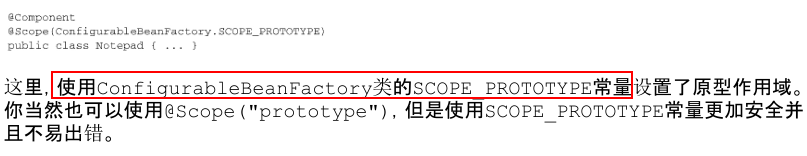 @Component
@Scope(ConfigurableBeanFactory.SCOPE_PROTOTYPE)
public class Notepad { ... }
这里,使用ConfigurableBeanFactory类的SCOPE_PROTOTYPE常量设置了原型作用域。
你当然也可以使用@Scope("prototype"),但是使用SCOPE_PROTOTYPE常量更加安全并
且不易出错。